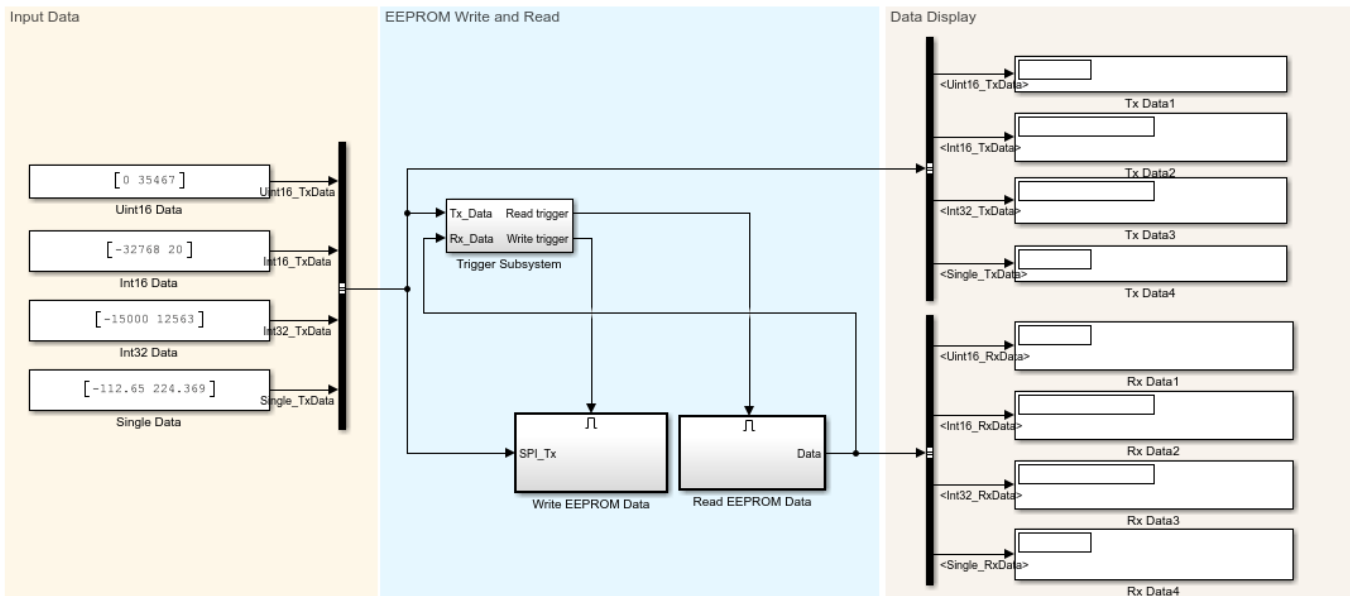 Input Data
[0 35467]
Uint16 Data
Uint16_TxData
[-32768 20]
Int16 Data
Int16_TxData
[-15000 12563]
Int32 Data
Int32_TxData
[-112.65 224.369]
Single Data
Single_TxData
EEPROM Write and Read
Tx_Data
Read trigger
Rx_Data
Write trigger
Trigger Subsystem
SPI_Tx
Write EEPROM Data
Data
Read EEPROM Data
Data Display
<Uint16_TxData>
Tx Data1
<Int16_TxData>
Tx Data2
<Int32_TxData>
Tx Data3
<Single_TxData>
Tx Data4
<Uint16_RxData>
Rx Data1
<Int16_RxData>
Rx Data2
<Int32_RxData>
Rx Data3
<Single_RxData>
Rx Data4